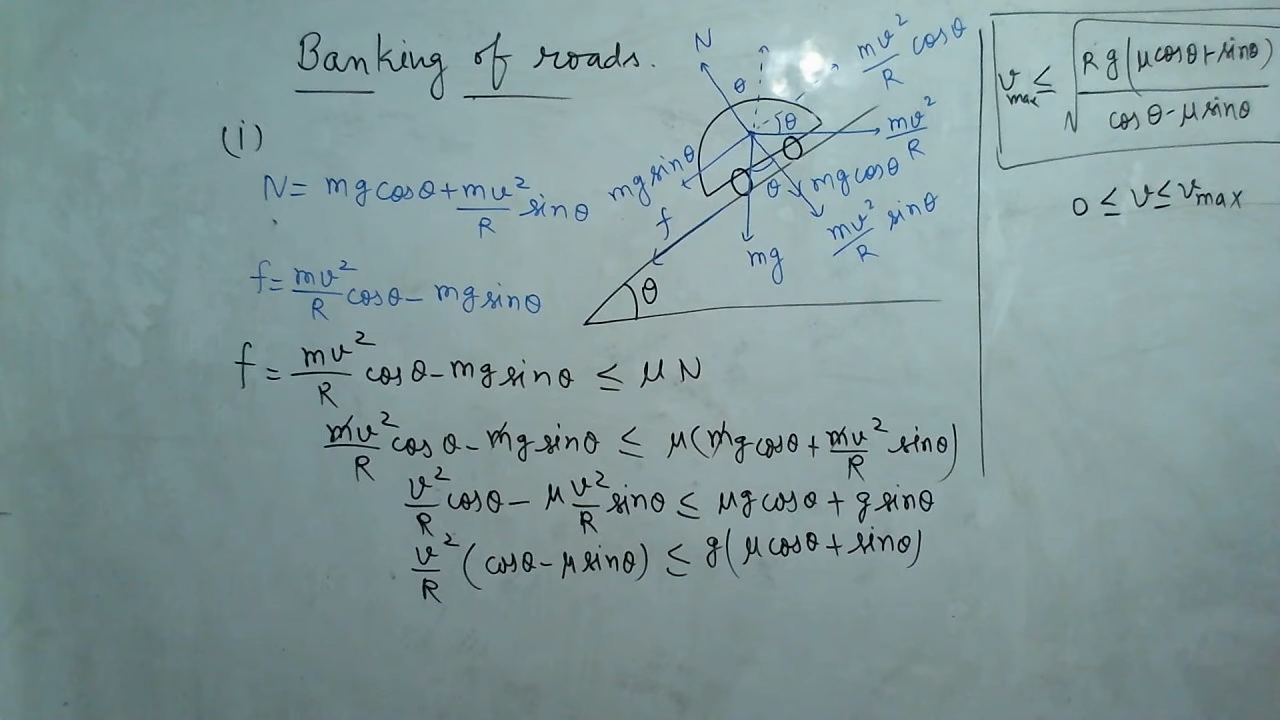 Banking of roads.
(i)
N = mg cosθ + mv²/R sinθ
f = mv²/R cosθ - mg sinθ
f = mv²/R cosθ - mg sinθ ≤ μN
mv²/R cosθ - mg sinθ ≤ μ(mg cosθ + mv²/R sinθ)
v²/R cosθ - μ v²/R sinθ ≤ μg cosθ + g sinθ
v²/R (cosθ - μ sinθ) ≤ g(μ cosθ + sinθ)
N
θ
mv²/R cosθ
θ
mv²/R
mg sinθ
θ
mg cosθ
f
mv²/R sinθ
mg
θ
v max ≤ √(Rg(μ cosθ + sinθ)/(cosθ - μ sinθ))
0 ≤ v ≤ v max